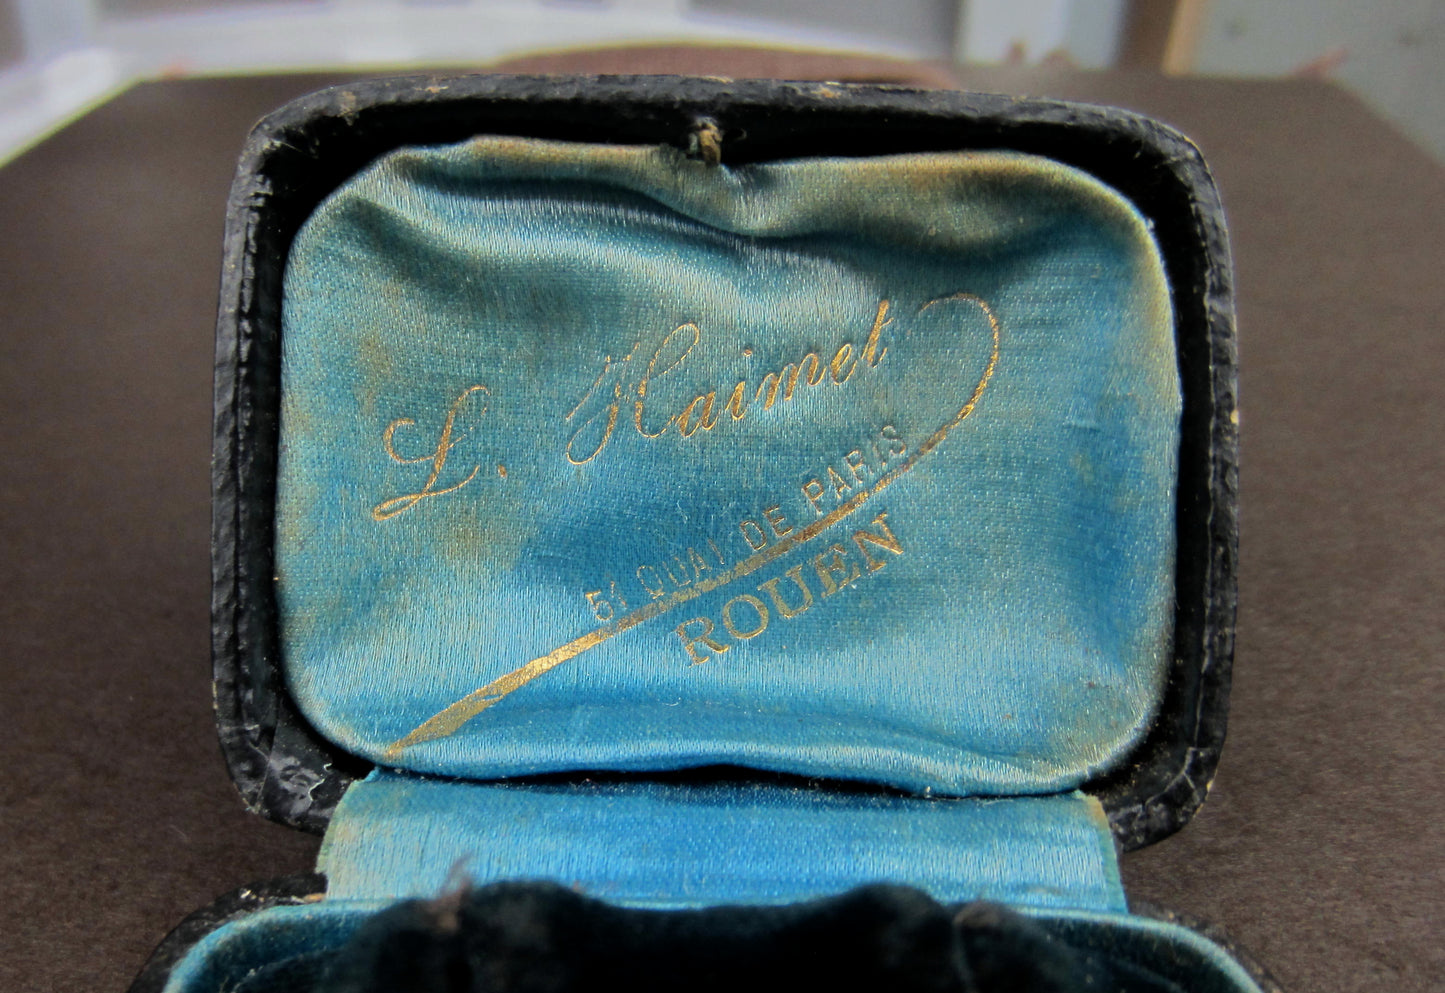 L. Haimet
51 QUAI DE PARIS
ROUEN